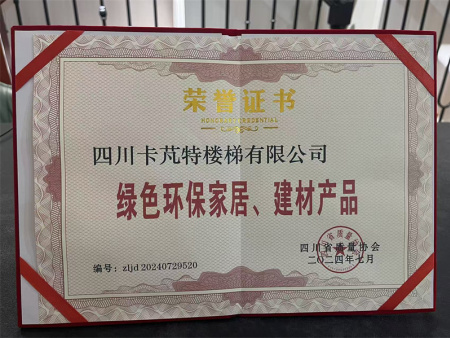 荣誉证书
HONORARY CREDENTIAL
四川卡芃特楼梯有限公司
绿色环保家居、建材产品
四川省质量协会
二〇二四年七月
编号：zljd 20240729520